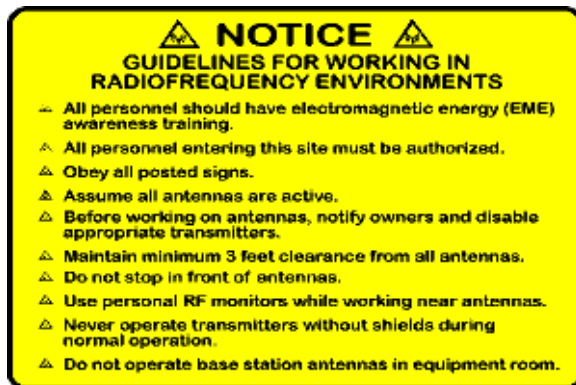 NOTICE
GUIDELINES FOR WORKING IN
RADIOFREQUENCY ENVIRONMENTS
All personnel should have electromagnetic energy (EME)
awareness training.
All personnel entering this site must be authorized.
Obey all posted signs.
Assume all antennas are active.
Before working on antennas, notify owners and disable
appropriate transmitters.
Maintain minimum 3 feet clearance from all antennas.
Do not stop in front of antennas.
Use personal RF monitors while working near antennas.
Never operate transmitters without shields during
normal operation.
Do not operate base station antennas in equipment room.